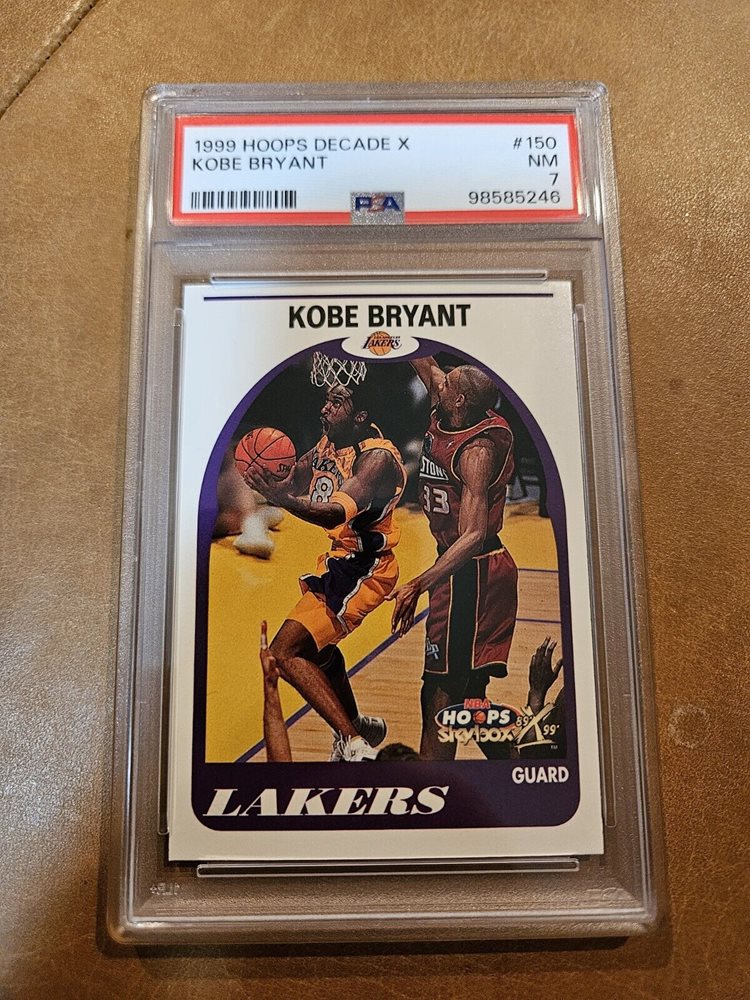 1999 HOOPS DECADE X #150
KOBE BRYANT NM
7
PSA 98585246
KOBE BRYANT
LAKERS
8
33
NBA
HOOPS
skybox 89' X 99'
TM
GUARD
LAKERS